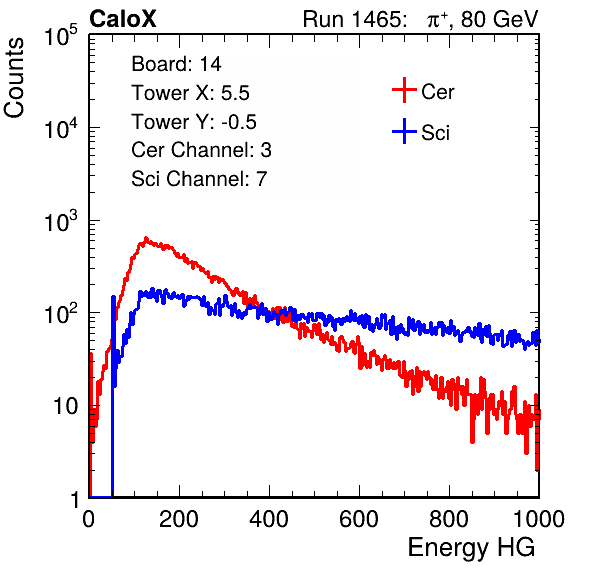 CaloX Run 1465: π⁺, 80 GeV
Counts
10⁵
10⁴
10³
10²
10
1
Board: 14
Tower X: 5.5
Tower Y: -0.5
Cer Channel: 3
Sci Channel: 7
Cer
Sci
0 200 400 600 800 1000
Energy HG